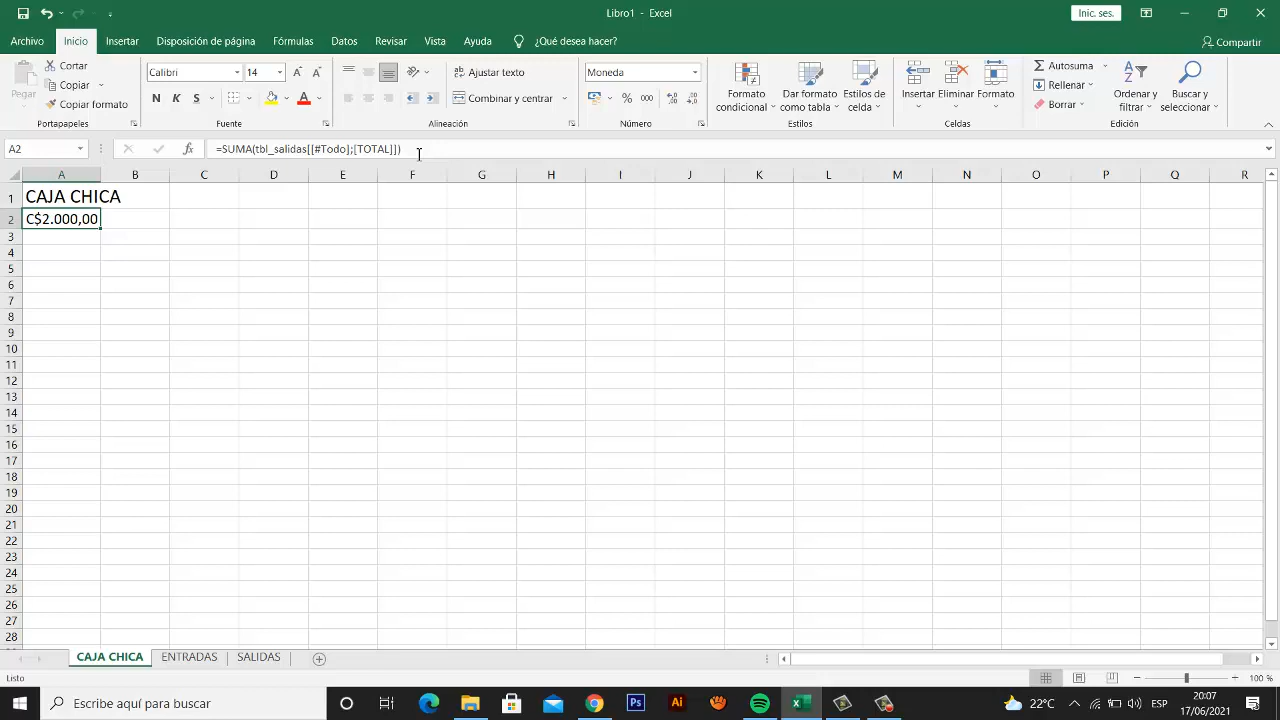 Libro1 - Excel
Inic. ses.
Archivo Inicio Insertar Disposición de página Fórmulas Datos Revisar Vista Ayuda ¿Qué desea hacer? Compartir
Pegar
Cortar
Copiar
Copiar formato
Portapapeles
Calibri 14
N K S
Fuente
Ajustar texto
Combinar y centrar
Alineación
Moneda
% 000
Número
Formato condicional
Dar formato como tabla
Estilos de celda
Estilos
Insertar Eliminar Formato
Celdas
Autosuma
Rellenar
Borrar
Ordenar y filtrar
Buscar y seleccionar
Edición
A2 fx =SUMA(tbl_salidas[[#Todo];[TOTAL]])
A B C D E F G H I J K L M N O P Q R
1 CAJA CHICA
2 C$2.000,00
3
4
5
6
7
8
9
10
11
12
13
14
15
16
17
18
19
20
21
22
23
24
25
26
27
28
CAJA CHICA ENTRADAS SALIDAS
Listo 100 %
Escribe aquí para buscar
Ps Ai
22°C ESP
20:07
17/06/2021